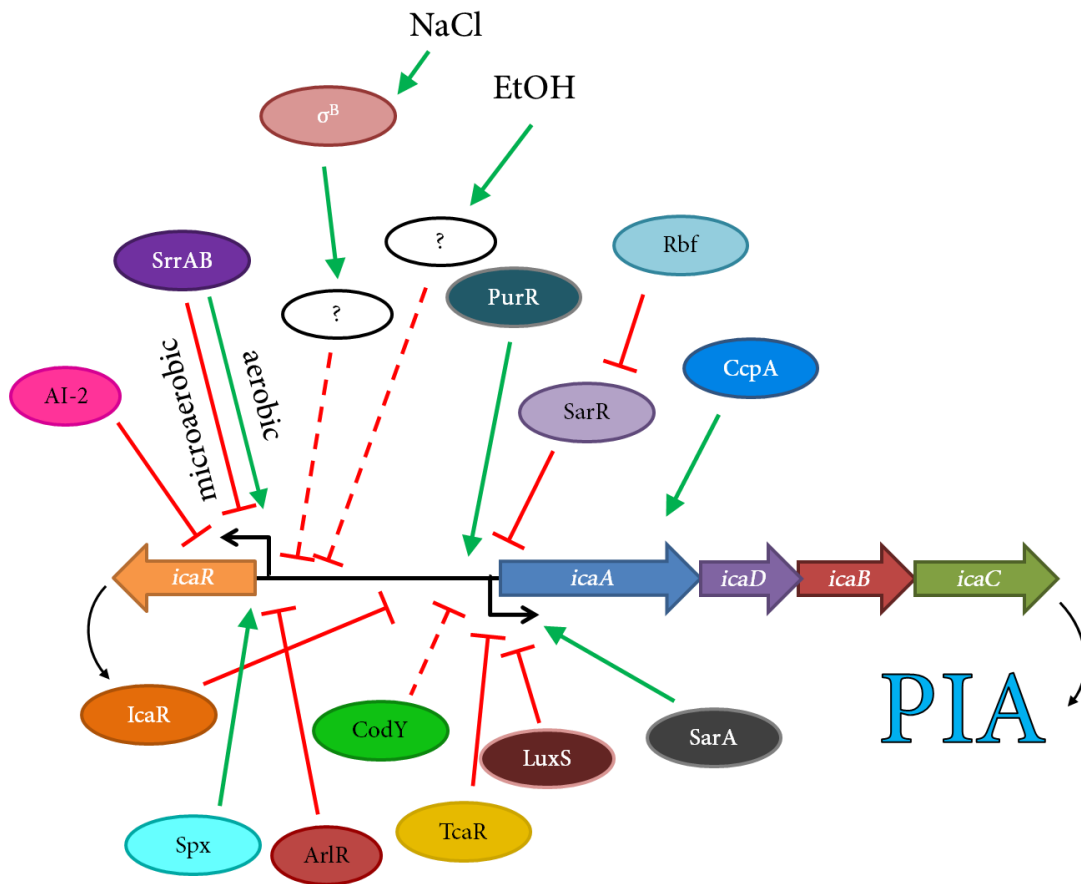 NaCl
EtOH
σᴮ
?
Rbf
SrrAB
PurR
?
microaerobic
aerobic
CcpA
AI-2
SarR
icaR
icaA
icaD
icaB
icaC
IcaR
CodY
LuxS
SarA
PIA
Spx
ArlR
TcaR